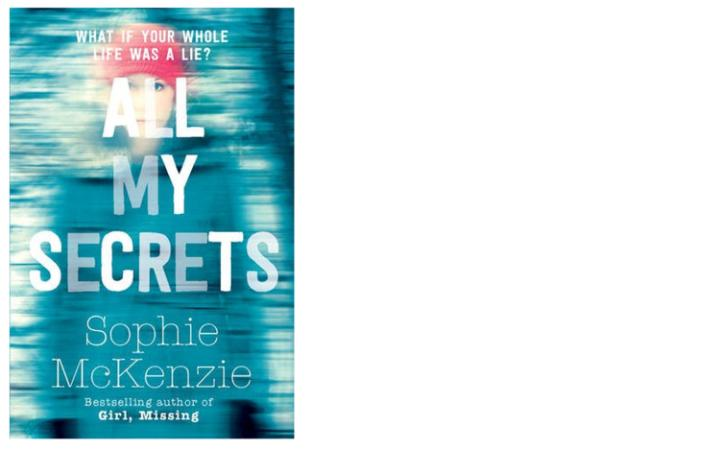 WHAT IF YOUR WHOLE
LIFE WAS A LIE?
ALL
MY
SECRETS
Sophie
McKenzie
Bestselling author of
Girl, Missing